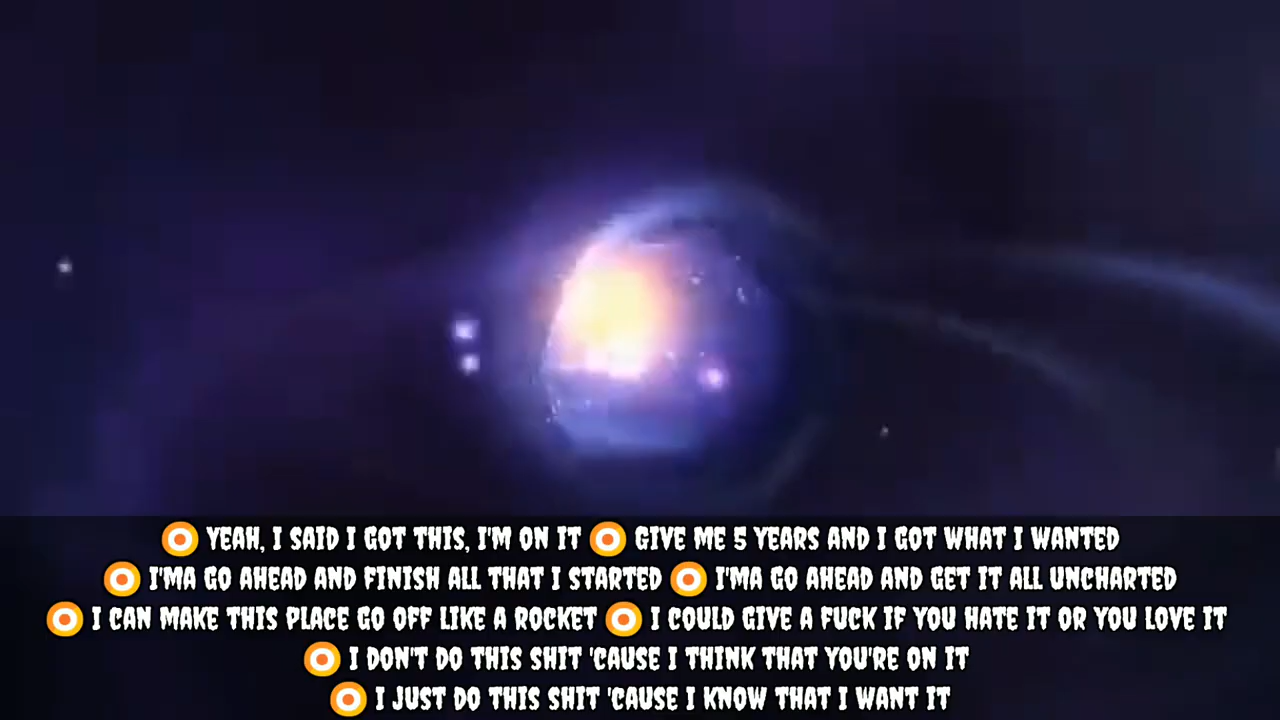 YEAH, I SAID I GOT THIS, I'M ON IT GIVE ME 5 YEARS AND I GOT WHAT I WANTED
I'MA GO AHEAD AND FINISH ALL THAT I STARTED I'MA GO AHEAD AND GET IT ALL UNCHARTED
I CAN MAKE THIS PLACE GO OFF LIKE A ROCKET I COULD GIVE A FUCK IF YOU HATE IT OR YOU LOVE IT
I DON'T DO THIS SHIT 'CAUSE I THINK THAT YOU'RE ON IT
I JUST DO THIS SHIT 'CAUSE I KNOW THAT I WANT IT